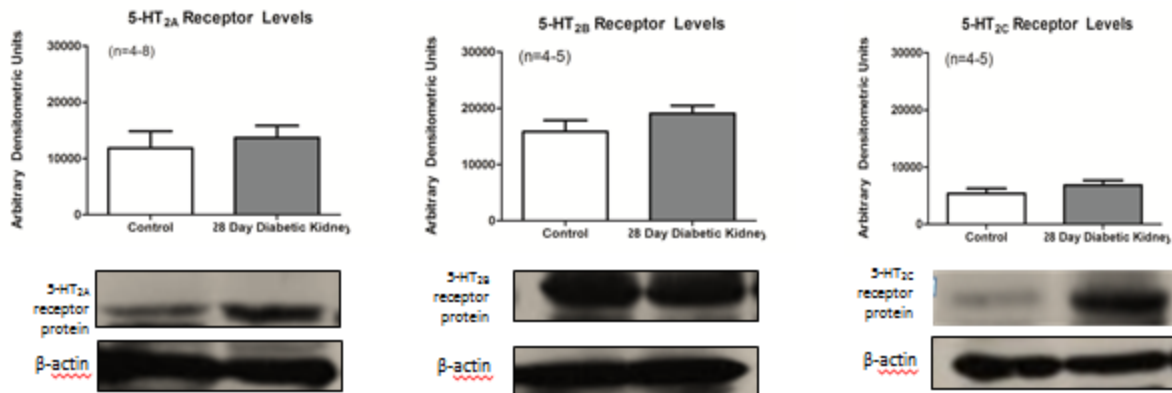 5-HT2A Receptor Levels
Arbitrary Densitometric Units
30000
(n=4-8)
20000
10000
0
Control
28 Day Diabetic Kidney
5-HT2A
receptor
protein
β-actin
5-HT2B Receptor Levels
Arbitrary Densitometric Units
30000
(n=4-5)
20000
10000
0
Control
28 Day Diabetic Kidney
5-HT2B
receptor
protein
β-actin
5-HT2C Receptor Levels
Arbitrary Densitometric Units
30000
(n=4-5)
20000
10000
0
Control
28 Day Diabetic Kidney
5-HT2C
receptor
protein
β-actin